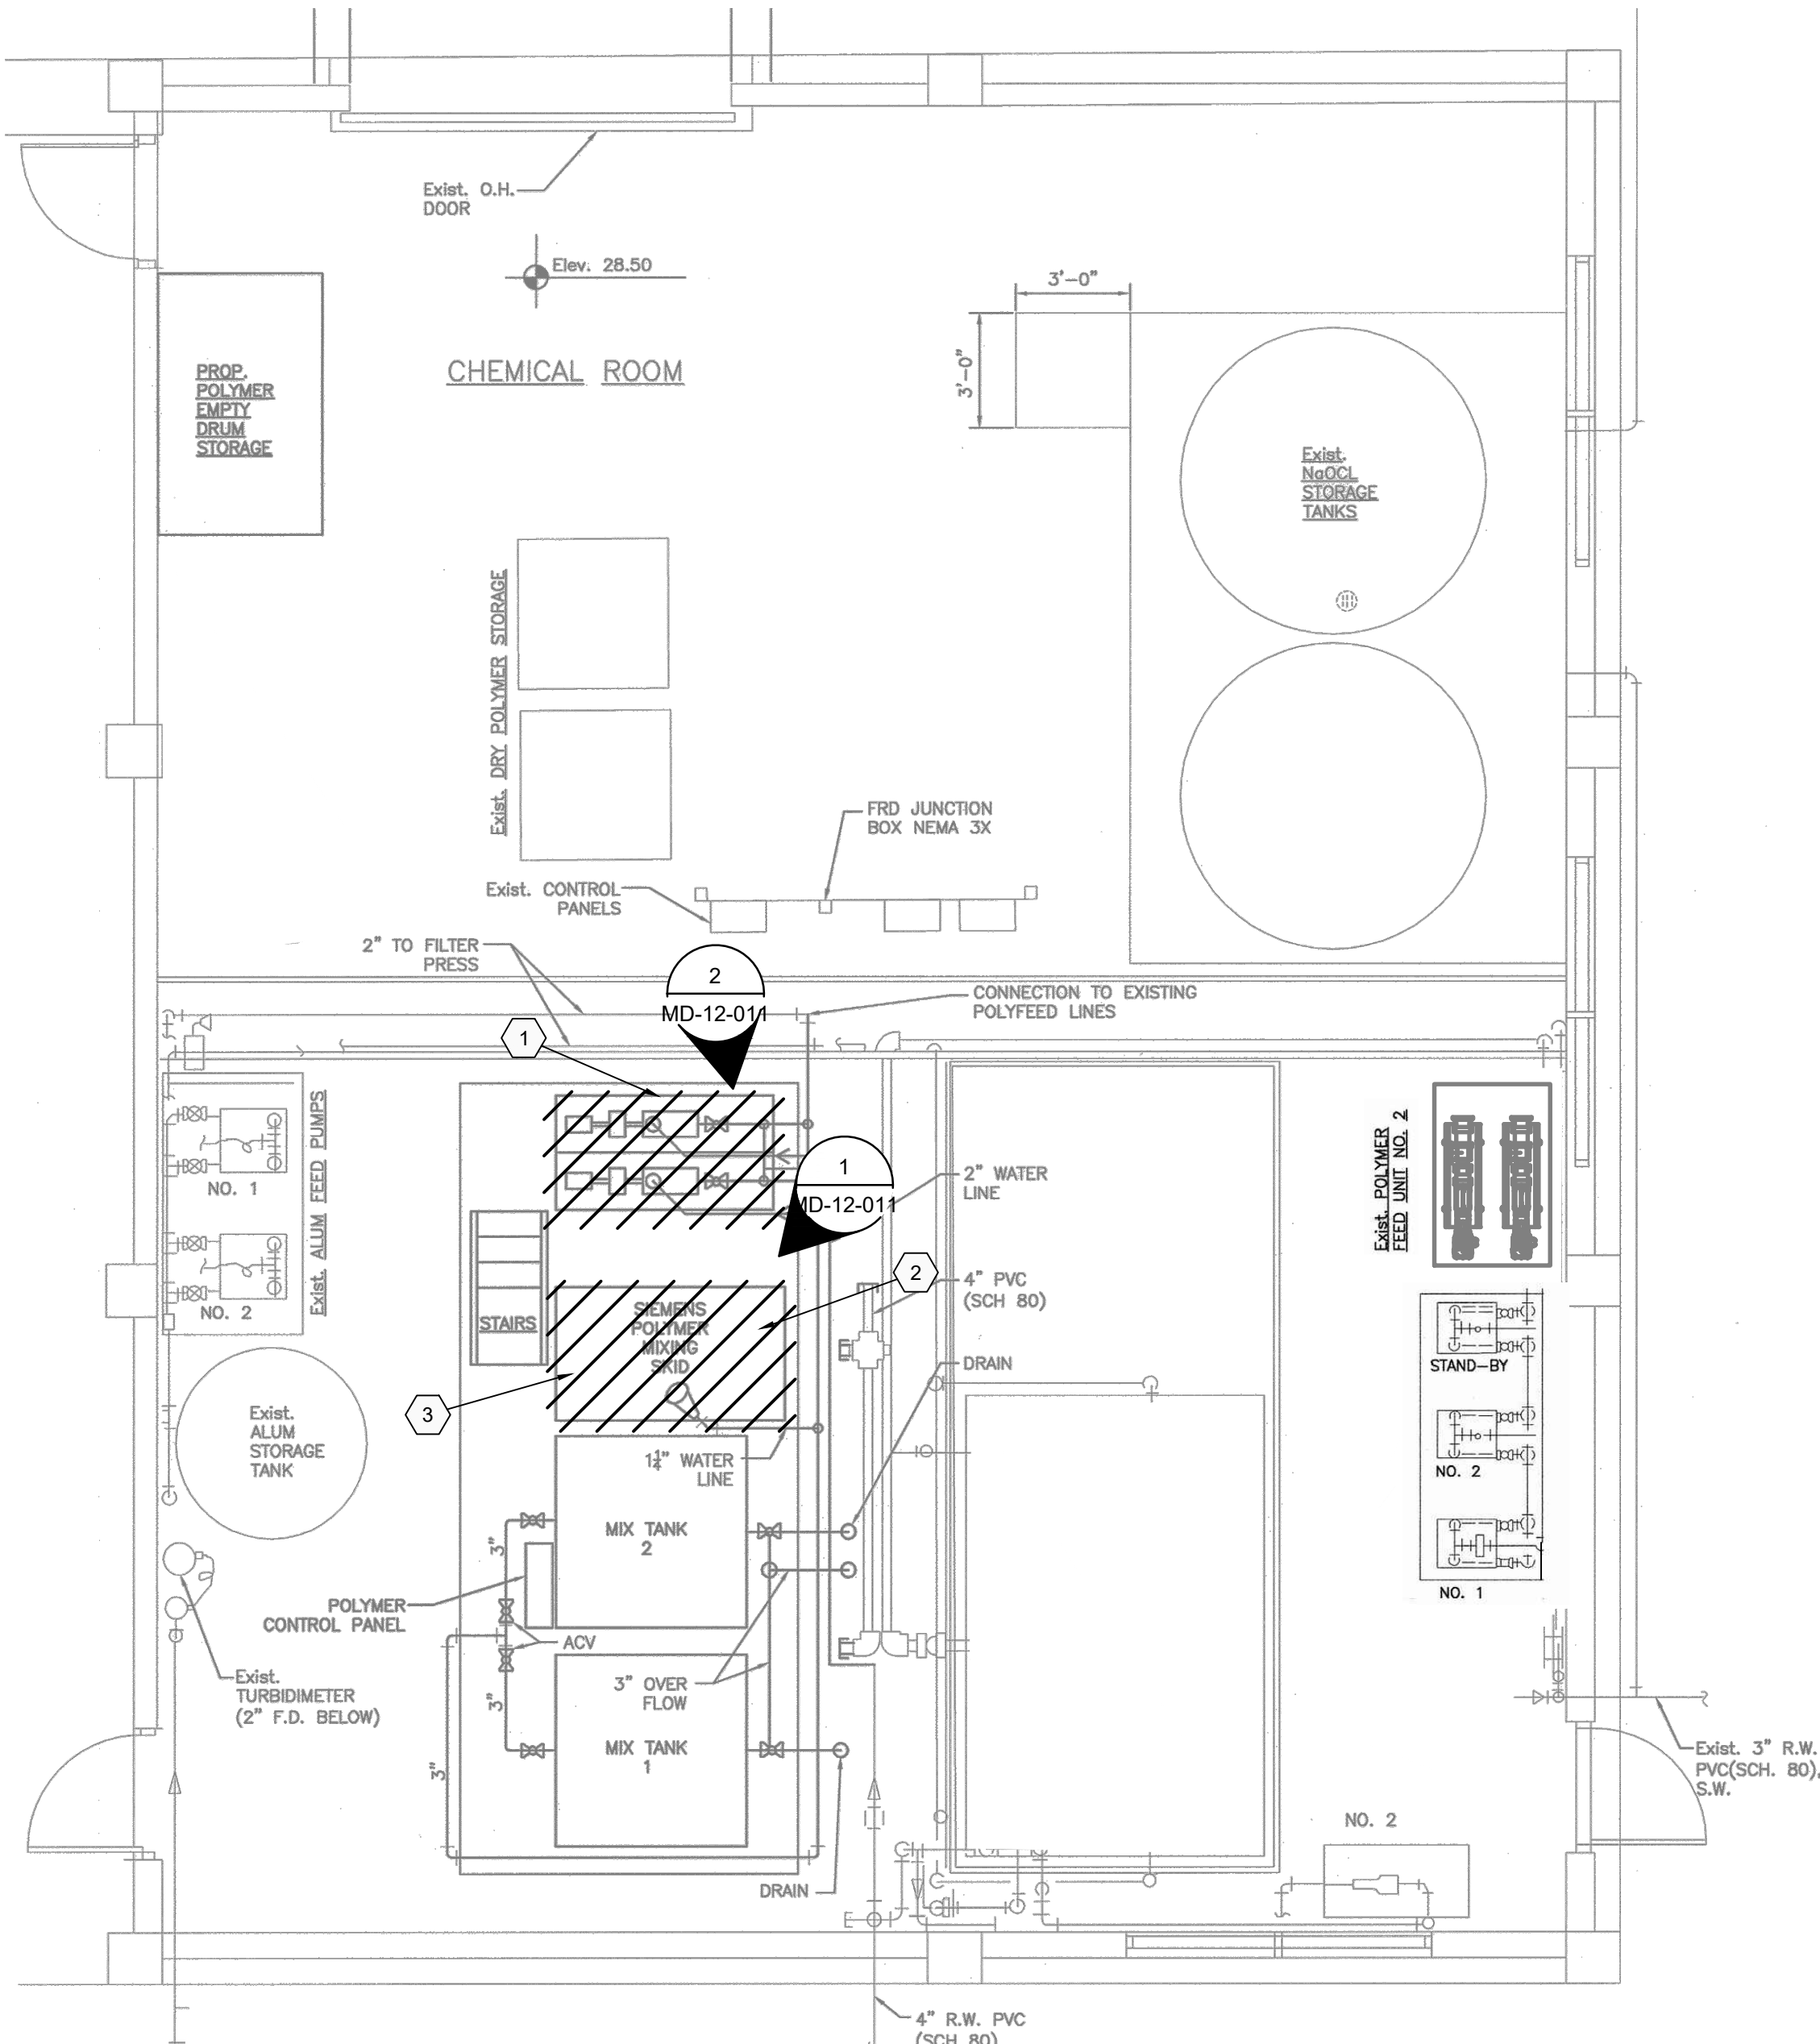 Exist. O.H.
DOOR
Elev. 28.50
3'-0"
3'-0"
CHEMICAL ROOM
PROP.
POLYMER
EMPTY
DRUM
STORAGE
Exist.
NaOCL
STORAGE
TANKS
Exist. DRY POLYMER STORAGE
FRD JUNCTION
BOX NEMA 3X
Exist. CONTROL
PANELS
2" TO FILTER
PRESS
2
MD-12-011
CONNECTION TO EXISTING
POLYFEED LINES
1
Exist. ALUM FEED PUMPS
NO. 1
NO. 2
1
MD-12-011
2" WATER
LINE
Exist. POLYMER
FEED UNIT NO. 2
2
4" PVC
(SCH 80)
STAIRS
SIEMENS
POLYMER
MIXING
SKID
DRAIN
STAND-BY
3
Exist.
ALUM
STORAGE
TANK
1¼" WATER
LINE
NO. 2
MIX TANK
2
3"
NO. 1
POLYMER
CONTROL PANEL
ACV
Exist.
TURBIDIMETER
(2" F.D. BELOW)
3" OVER
FLOW
3"
MIX TANK
1
3"
Exist. 3" R.W.
PVC(SCH. 80),
S.W.
NO. 2
DRAIN
4" R.W. PVC
(SCH 80)